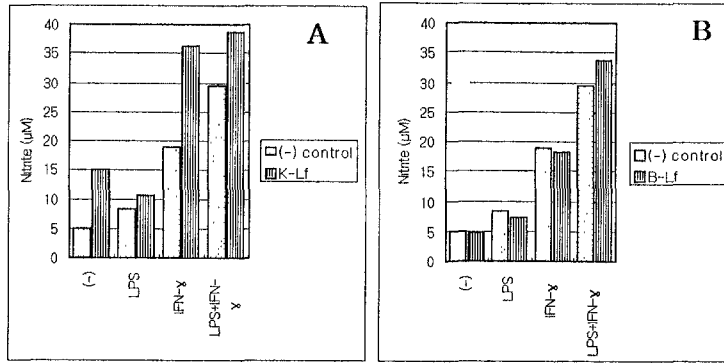 A
40
35
30
25
20
15
10
5
0
Nitrite (µM)
(-)
LPS
IFN-ɣ
LPS+IFN-
ɣ
(-) control
K-Lf
B
40
35
30
25
20
15
10
5
0
Nitrite (µM)
(-)
LPS
IFN-ɣ
LPS+IFN-ɣ
(-) control
B-Lf